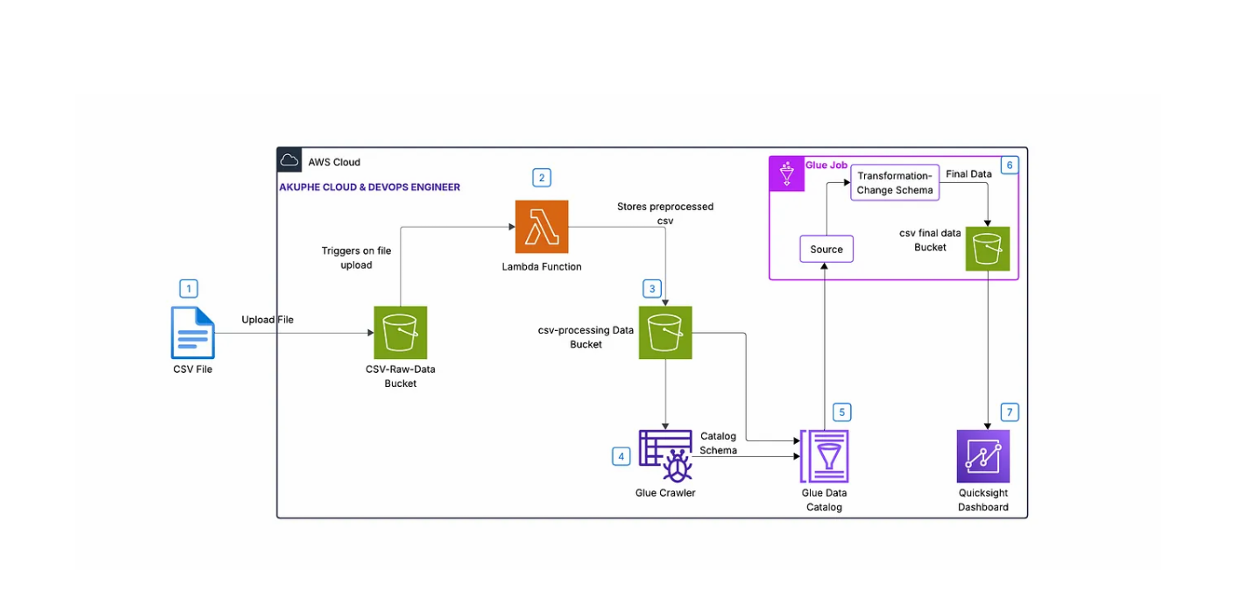 AWS Cloud
AKUPHE CLOUD & DEVOPS ENGINEER
1
CSV File
Upload File
CSV-Raw-Data
Bucket
Triggers on file
upload
2
Lambda Function
Stores preprocessed
csv
3
csv-processing Data
Bucket
4
Glue Crawler
Catalog
Schema
5
Glue Data
Catalog
Glue Job
6
Source
Transformation-
Change Schema
Final Data
csv final data
Bucket
7
Quicksight
Dashboard